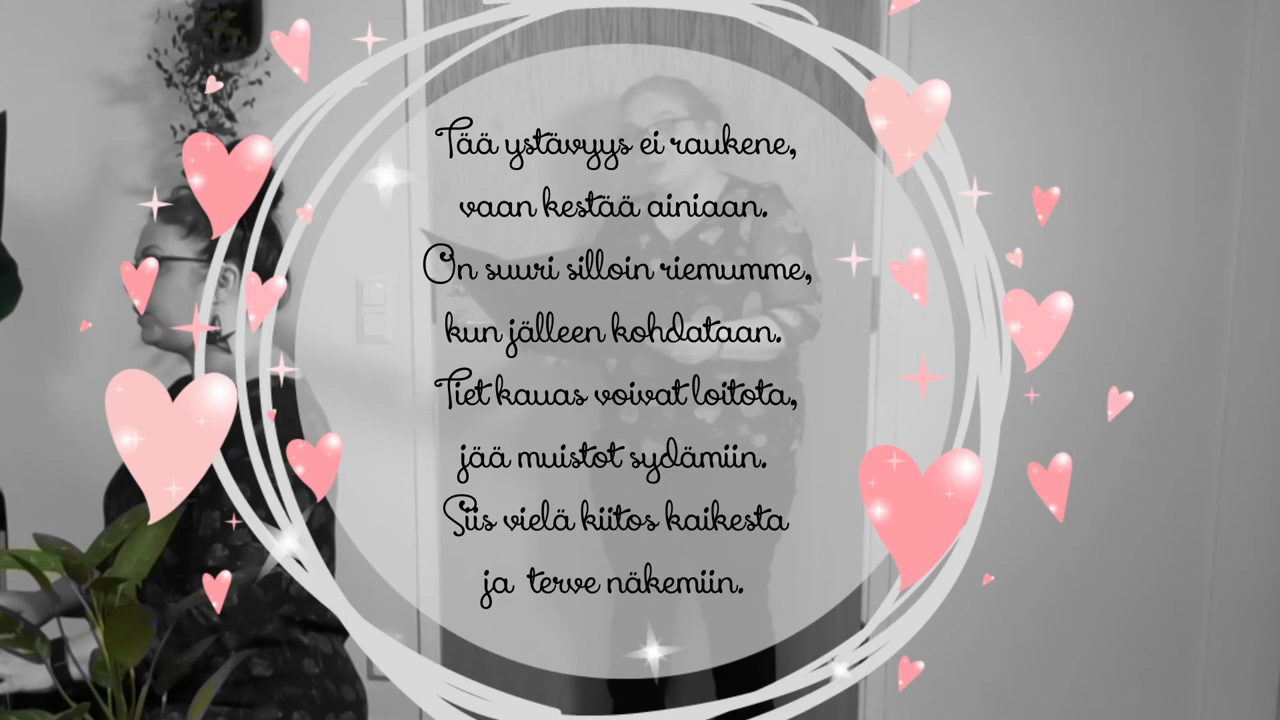 Tää ystävyys ei raukene,
vaan kestää ainiaan.
On suuri silloin riemumme,
kun jälleen kohdataan.
Tiet kauas voivat loitota,
jää muistot sydämiin.
Siis vielä kiitos kaikesta
ja terve näkemiin.